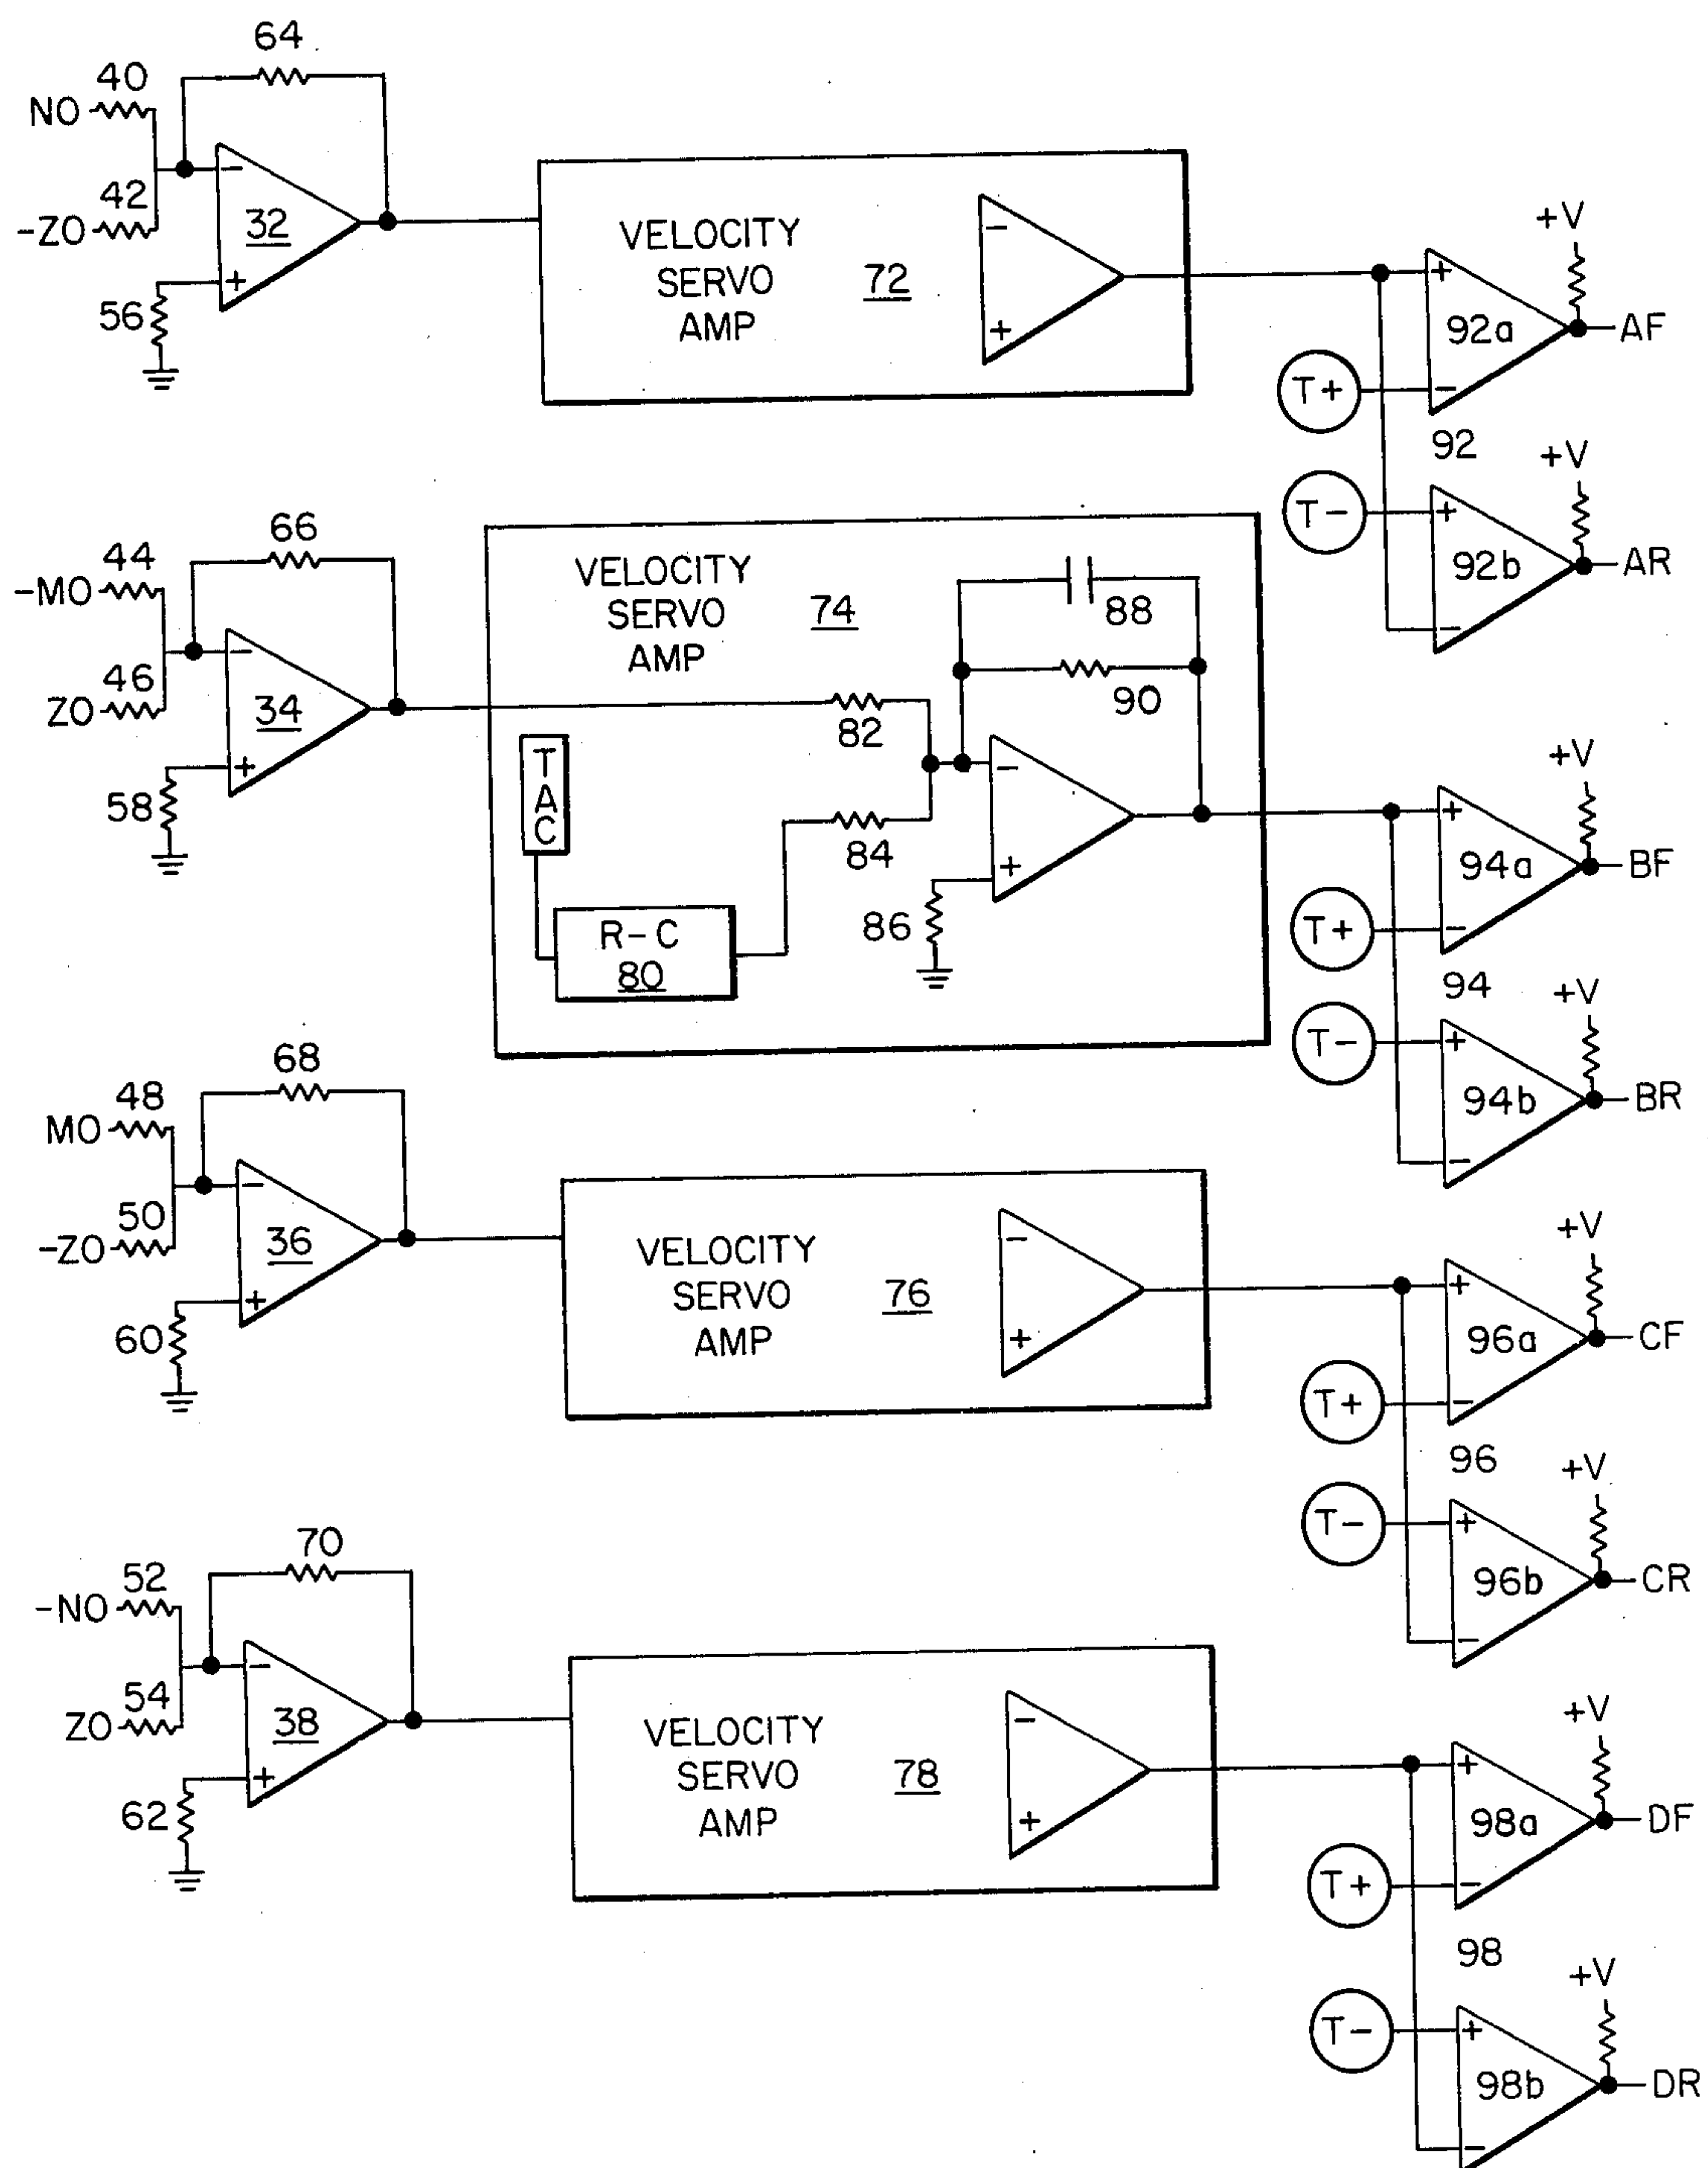 64
40
NO
-
42
-ZO
32
+
56
VELOCITY
SERVO
AMP
72
-
+
+V
+
92a
AF
T+
-
92
+V
T-
+
92b
AR
-
66
44
-MO
-
46
ZO
34
+
58
VELOCITY
SERVO
AMP
74
88
90
82
TAC
-
84
+
86
R-C
80
+V
+
94a
BF
T+
-
94
+V
T-
+
94b
BR
-
68
48
MO
-
50
-ZO
36
+
60
VELOCITY
SERVO
AMP
76
-
+
+V
+
96a
CF
T+
-
96
+V
T-
+
96b
CR
-
70
52
-NO
-
54
ZO
38
+
62
VELOCITY
SERVO
AMP
78
-
+
+V
+
98a
DF
T+
-
98
+V
T-
+
98b
DR
-